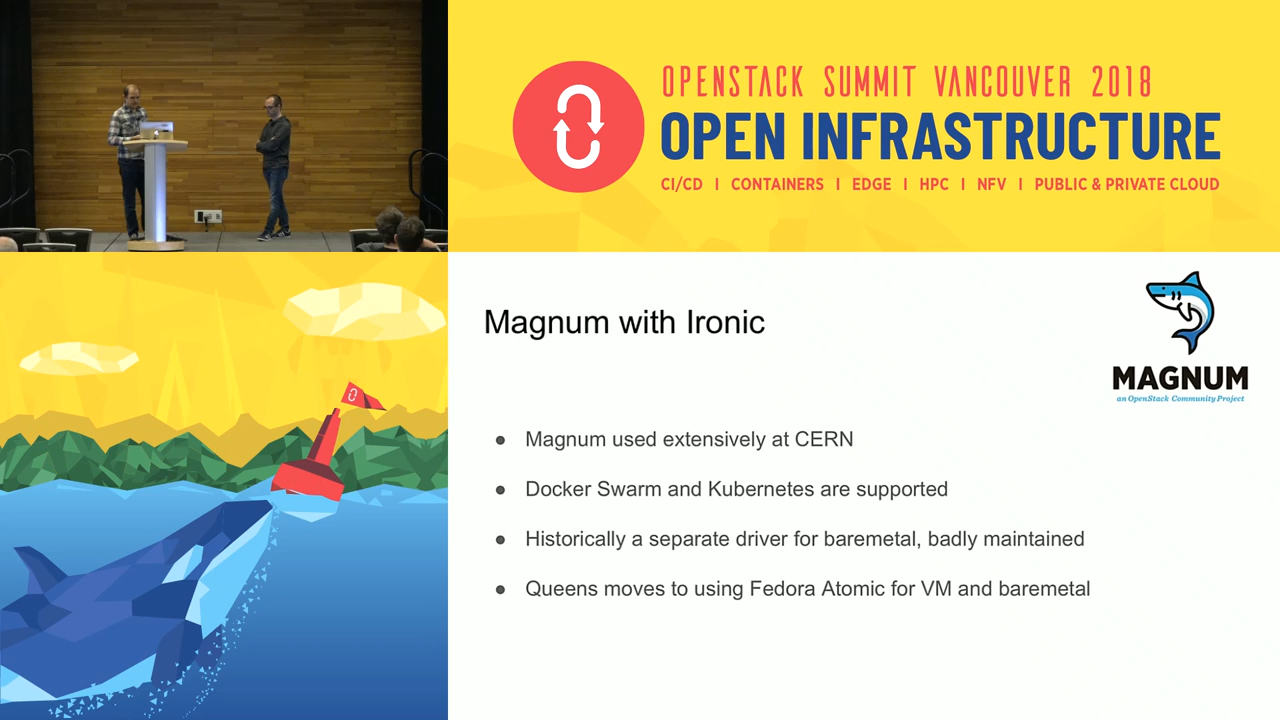 OPENSTACK SUMMIT VANCOUVER 2018
OPEN INFRASTRUCTURE
CI/CD | CONTAINERS | EDGE | HPC | NFV | PUBLIC & PRIVATE CLOUD
Magnum with Ironic
MAGNUM
an OpenStack Community Project
● Magnum used extensively at CERN
● Docker Swarm and Kubernetes are supported
● Historically a separate driver for baremetal, badly maintained
● Queens moves to using Fedora Atomic for VM and baremetal